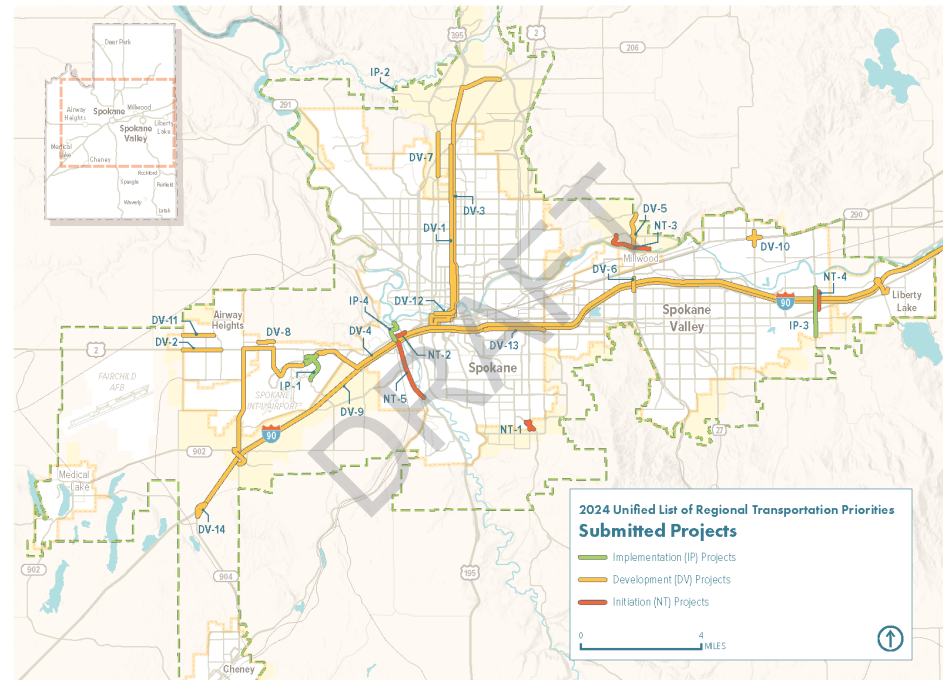 Deer Park
Airway
Heights
Spokane
Millwood
Spokane
Valley
Liberty
Lake
Medical
Lake
Cheney
Rockford
Spangle
Fairfield
Waverly
Latah
395
2
206
IP-2
291
DV-7
DV-3
DV-1
DV-5
NT-3
Millwood
290
DV-10
DV-6
NT-4
IP-4
DV-12
90
Liberty
Lake
IP-3
Spokane
Valley
DV-11
Airway
Heights
DV-2
DV-8
DV-4
NT-2
DV-13
Spokane
2
FAIRCHILD
AFB
IP-1
SPOKANE
INT'L AIRPORT
NT-5
DV-9
90
NT-1
27
902
Medical
Lake
DV-14
902
904
195
Cheney
DRAFT
2024 Unified List of Regional Transportation Priorities
Submitted Projects
Implementation (IP) Projects
Development (DV) Projects
Initiation (NT) Projects
0
4
MILES